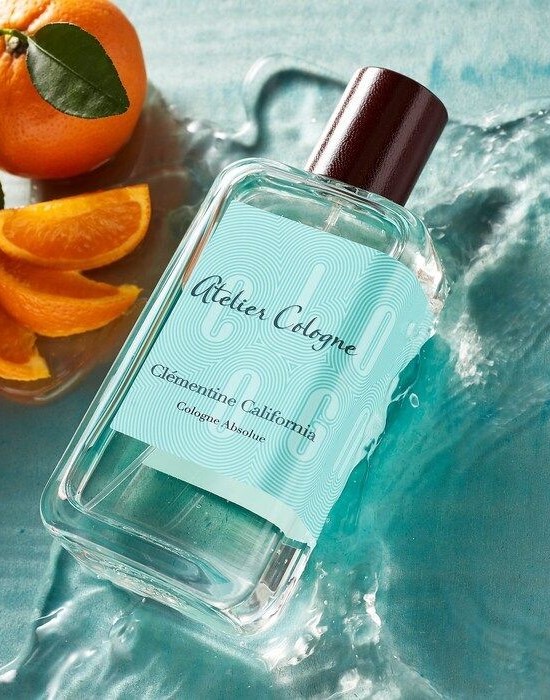 Atelier Cologne
Clémentine California
Cologne Absolue